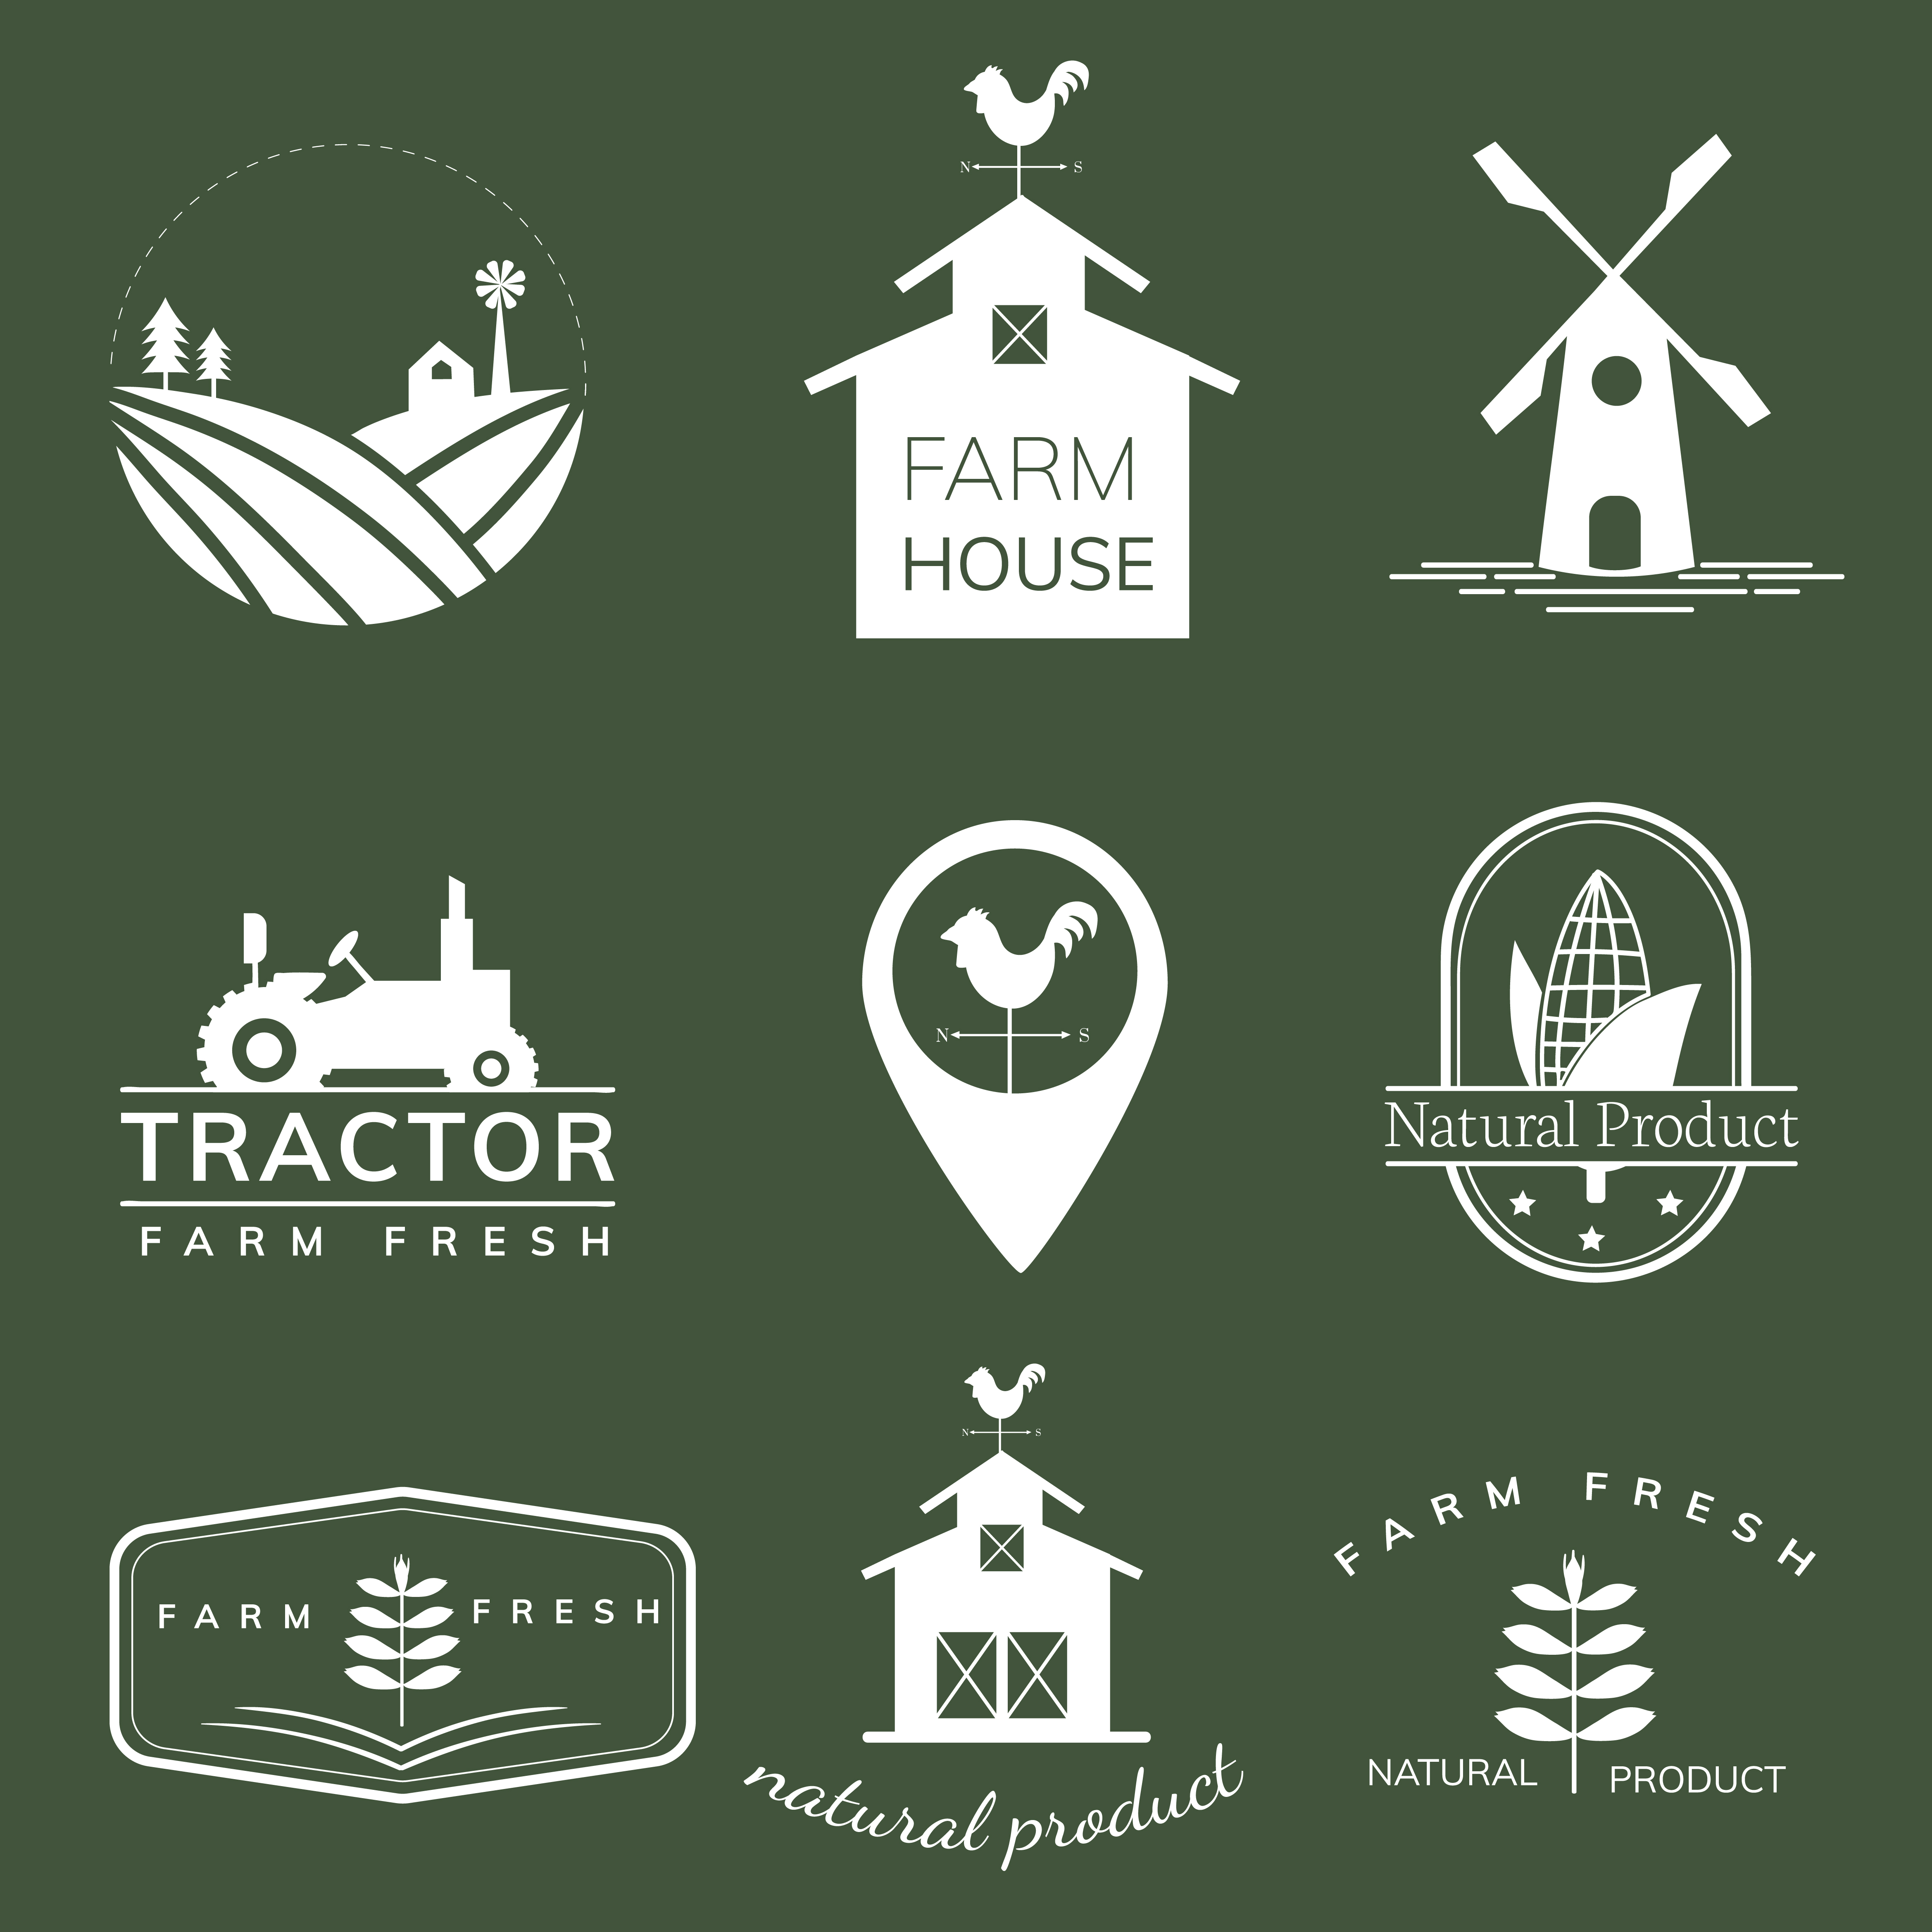 N S
FARM
HOUSE
TRACTOR
FARM FRESH
N S
Natural Product
FARM FRESH
N S
natural product
FARM FRESH
NATURAL PRODUCT